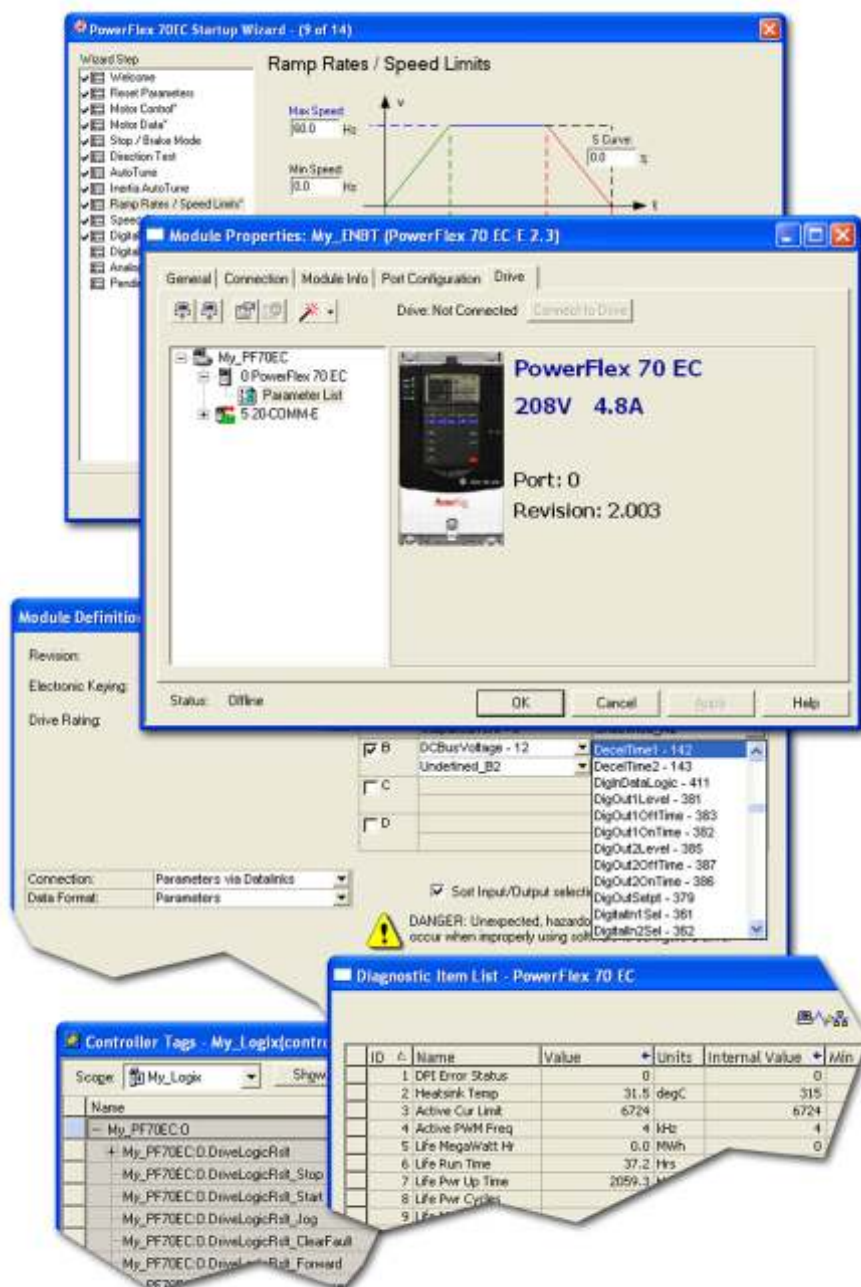 PowerFlex 70EC Startup Wizard - (9 of 14)
Wizard Step
Welcome
Reset Parameters
Motor Control*
Motor Data*
Stop / Brake Mode
Direction Test
AutoTune
Inertia AutoTune
Ramp Rates / Speed Limits*
Speed
Digital
Digital
Analog
Pendin
Ramp Rates / Speed Limits
v
Max Speed:
60.0 Hz
S Curve:
0.0 %
Min Speed:
0.0 Hz
t
Module Properties: My_ENBT (PowerFlex 70 EC-E 2.3)
General Connection Module Info Port Configuration Drive
Drive: Not Connected Connect to Drive
My_PF70EC
0 PowerFlex 70 EC
Parameter List
5 20-COMM-E
PowerFlex 70 EC
208V 4.8A
Port: 0
Revision: 2.003
Status: Offline
OK Cancel Apply Help
Module Definition
Revision:
Electronic Keying:
Drive Rating:
B DCBusVoltage - 12
Undefined_B2
C
D
DecelTime1 - 142
DecelTime2 - 143
DigInDataLogic - 411
DigOut1Level - 381
DigOut1OffTime - 383
DigOut1OnTime - 382
DigOut2Level - 385
DigOut2OffTime - 387
DigOut2OnTime - 386
DigOutSetpt - 379
DigitalIn1Sel - 361
DigitalIn2Sel - 362
Connection: Parameters via Datalinks
Data Format: Parameters
Sort Input/Output selecti
DANGER: Unexpected, hazardo
occur when improperly using
Diagnostic Item List - PowerFlex 70 EC
ID Name Value Units Internal Value Min
1 DPI Error Status 0 0
2 Heatsink Temp 31.5 degC 315
3 Active Cur Limit 6724 6724
4 Active PWM Freq 4 kHz 4
5 Life MegaWatt Hr 0.0 MWh 0
6 Life Run Time 37.2 Hrs
7 Life Pwr Up Time 2059.3
8 Life Pwr Cycles
9 Life
Controller Tags - My_Logix(contro
Scope: My_Logix Show
Name
My_PF70EC:O
My_PF70EC:O.DriveLogicRslt
My_PF70EC:O.DriveLogicRslt_Stop
My_PF70EC:O.DriveLogicRslt_Start
My_PF70EC:O.DriveLogicRslt_Jog
My_PF70EC:O.DriveLogicRslt_ClearFault
My_PF70EC:O.DriveLogicRslt_Forward